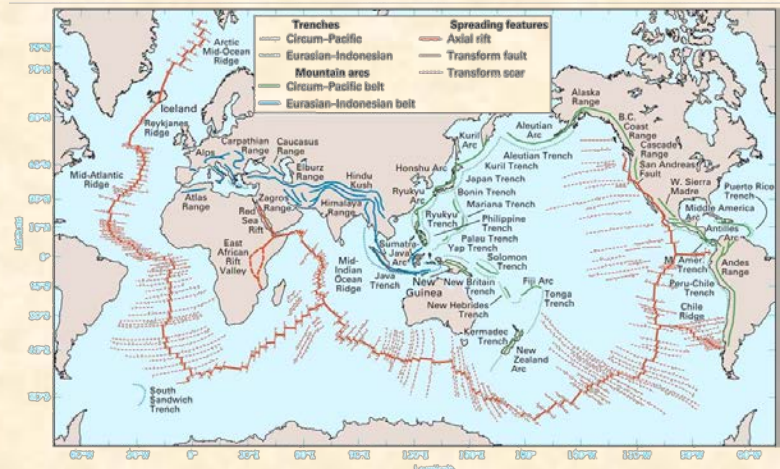 Trenches
Circum-Pacific
Eurasian-Indonesian
Mountain arcs
Circum-Pacific belt
Eurasian-Indonesian belt
Spreading features
Axial rift
Transform fault
Transform scar
Arctic
Mid-Ocean
Ridge
Iceland
Reykjanes
Ridge
Mid-Atlantic
Ridge
Alps
Carpathian
Range
Caucasus
Range
Elburz
Range
Hindu
Kush
Atlas
Range
Zagros
Range
Red
Sea
Rift
Himalaya
Range
East
African
Rift
Valley
Mid-
Indian
Ocean
Ridge
Kuril
Arc
Honshu Arc
Ryukyu
Arc
Ryukyu
Trench
Sumatra-
Java
Arc
Java
Trench
New
Guinea
Aleutian Arc
Aleutian Trench
Kuril Trench
Japan Trench
Bonin Trench
Mariana Trench
Philippine
Trench
Palau Trench
Yap Trench
Solomon
Trench
New Britain
Trench
New Hebrides
Trench
Fiji Arc
Tonga
Trench
Kermadec
Trench
New
Zealand
Arc
Alaska
Range
B.C.
Coast
Range
Cascade
Range
San Andreas
Fault
W. Sierra
Madre
Puerto Rico
Trench
Middle America
Arc
Antilles
Arc
M. Amer.
Trench
Andes
Range
Peru-Chile
Trench
Chile
Ridge
South
Sandwich
Trench
0°
0°